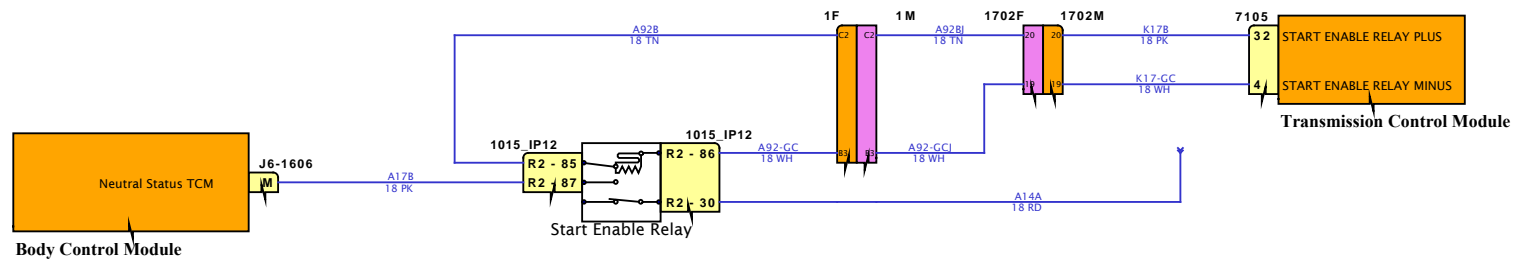 1F 1M 1702F 1702M 7105
A92B
18 TN
C2 C2
A92BJ
18 TN
20 20
K17B
18 PK
32 START ENABLE RELAY PLUS
19 19
K17-GC
18 WH
4 START ENABLE RELAY MINUS
Transmission Control Module
J6-1606
1015_IP12
1015_IP12
R2 - 85
R2 - 86
A92-GC
18 WH
B3 B3
A92-GCJ
18 WH
Neutral Status TCM
M
A17B
18 PK
R2 - 87
R2 - 30
A14A
18 RD
Start Enable Relay
Body Control Module